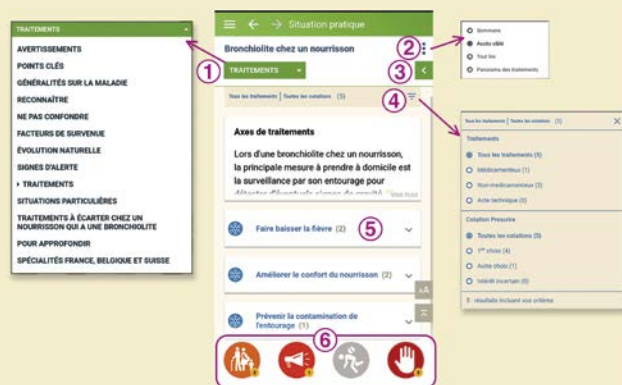 TRAITEMENTS
AVERTISSEMENTS
POINTS CLÉS
GÉNÉRALITÉS SUR LA MALADIE
RECONNAÎTRE
NE PAS CONFONDRE
FACTEURS DE SURVENUE
ÉVOLUTION NATURELLE
SIGNES D'ALERTE
TRAITEMENTS
SITUATIONS PARTICULIÈRES
TRAITEMENTS À ÉCARTER CHEZ UN
NOURRISSON QUI A UNE BRONCHIOLITE
POUR APPROFONDIR
SPÉCIALITÉS FRANCE, BELGIQUE ET SUISSE
Situation pratique
Bronchiolite chez un nourrisson
2
1
TRAITEMENTS
3
4
Tous les traitements | Toutes les cotations (5)
Axes de traitements
Lors d'une bronchiolite chez un nourrisson,
la principale mesure à prendre à domicile est
la surveillance par son entourage pour
Faire baisser la fièvre (2)
5
Améliorer le confort du nourrisson (2)
AA
Prévenir la contamination de
l'entourage (1)
6
Sommaire
Accès ciblé
Tout lire
Panorama des traitements
Tous les traitements | Toutes les cotations (5)
Traitements
Tous les traitements (5)
Médicamenteux (1)
Non-médicamenteux (3)
Acte technique (0)
Cotation Prescrire
Toutes les cotations (5)
1er choix (4)
Autre choix (1)
Intérêt incertain (0)
résultats incluant vos critères